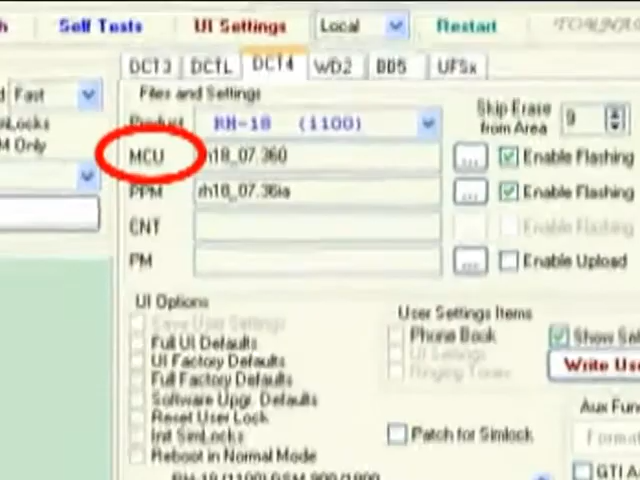 Self Tests UI Settings Local Restart
DCT3 DCTL DCT4 WD2 BB5 UFSx
Fast
Files and Settings
Product RH-18 (1100)
Skip Erase from Area 9
M Only
MCU rh18_07.360 ... Enable Flashing
PPM rh18_07.36ia ... Enable Flashing
CNT Enable Flashing
PM ... Enable Upload
UI Options
Save User Settings
Full UI Defaults
UI Factory Defaults
Full Factory Defaults
Software Upgr. Defaults
Reset User Lock
Init SimLocks
Reboot in Normal Mode
User Settings Items
Phone Book
UI Settings
Ringing Tones
Patch for Simlock
Aux Fun